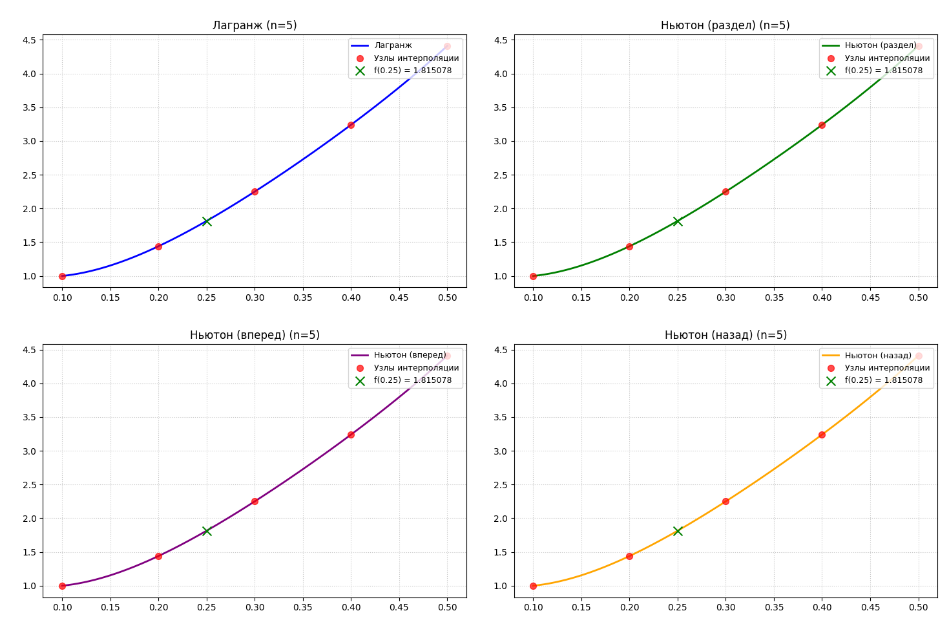 Лагранж (n=5)
4.5
4.0
3.5
3.0
2.5
2.0
1.5
1.0
Лагранж
Узлы интерполяции
f(0.25) = 1.815078
0.10 0.15 0.20 0.25 0.30 0.35 0.40 0.45 0.50
Ньютон (раздел) (n=5)
4.5
4.0
3.5
3.0
2.5
2.0
1.5
1.0
Ньютон (раздел)
Узлы интерполяции
f(0.25) = 1.815078
0.10 0.15 0.20 0.25 0.30 0.35 0.40 0.45 0.50
Ньютон (вперед) (n=5)
4.5
4.0
3.5
3.0
2.5
2.0
1.5
1.0
Ньютон (вперед)
Узлы интерполяции
f(0.25) = 1.815078
0.10 0.15 0.20 0.25 0.30 0.35 0.40 0.45 0.50
Ньютон (назад) (n=5)
4.5
4.0
3.5
3.0
2.5
2.0
1.5
1.0
Ньютон (назад)
Узлы интерполяции
f(0.25) = 1.815078
0.10 0.15 0.20 0.25 0.30 0.35 0.40 0.45 0.50